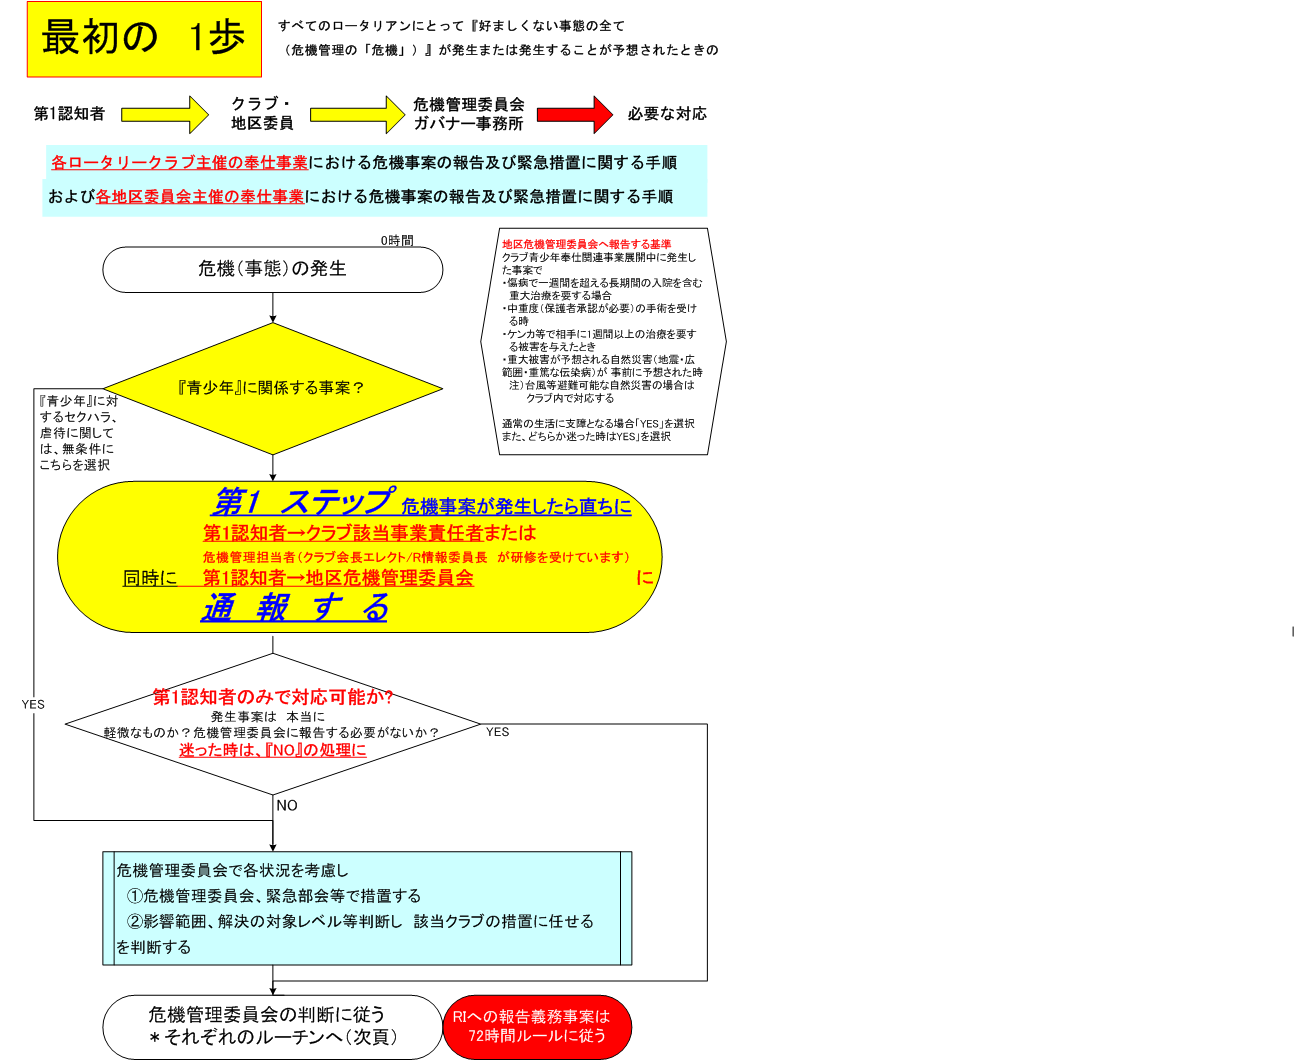 最初の　1歩
すべてのロータリアンにとって『好ましくない事態の全て
（危機管理の「危機」）』が発生または発生することが予想されたときの
第1認知者
クラブ・
地区委員
危機管理委員会
ガバナー事務所
必要な対応
各ロータリークラブ主催の奉仕事業における危機事案の報告及び緊急措置に関する手順
および各地区委員会主催の奉仕事業における危機事案の報告及び緊急措置に関する手順
0時間
危機（事態）の発生
地区危機管理委員会へ報告する基準
クラブ青少年奉仕関連事業展開中に発生し
た事案で
・傷病で一週間を超える長期間の入院を含む
重大治療を要する場合
・中重度（保護者承認が必要）の手術を受け
る時
・ケンカ等で相手に1週間以上の治療を要す
る被害を与えたとき
・重大被害が予想される自然災害（地震・広
範囲・重篤な伝染病）が 事前に予想された時
注）台風等避難可能な自然災害の場合は
クラブ内で対応する
通常の生活に支障となる場合「YES」を選択
また、どちらか迷った時はYES」を選択
『青少年』に関係する事案？
『青少年』に対
するセクハラ、
虐待に関して
は、無条件に
こちらを選択
第1　ステップ 危機事案が発生したら直ちに
第1認知者→クラブ該当事業責任者または
危機管理担当者（クラブ会長エレクト/R情報委員長　が研修を受けています）
同時に　第1認知者→地区危機管理委員会　に
通　報　す　る
YES
第1認知者のみで対応可能か?
発生事案は　本当に
軽微なものか？危機管理委員会に報告する必要がないか？
迷った時は、『NO』の処理に
YES
NO
危機管理委員会で各状況を考慮し
①危機管理委員会、緊急部会等で措置する
②影響範囲、解決の対象レベル等判断し　該当クラブの措置に任せる
を判断する
危機管理委員会の判断に従う
＊それぞれのルーチンへ（次頁）
RIへの報告義務事案は
72時間ルールに従う